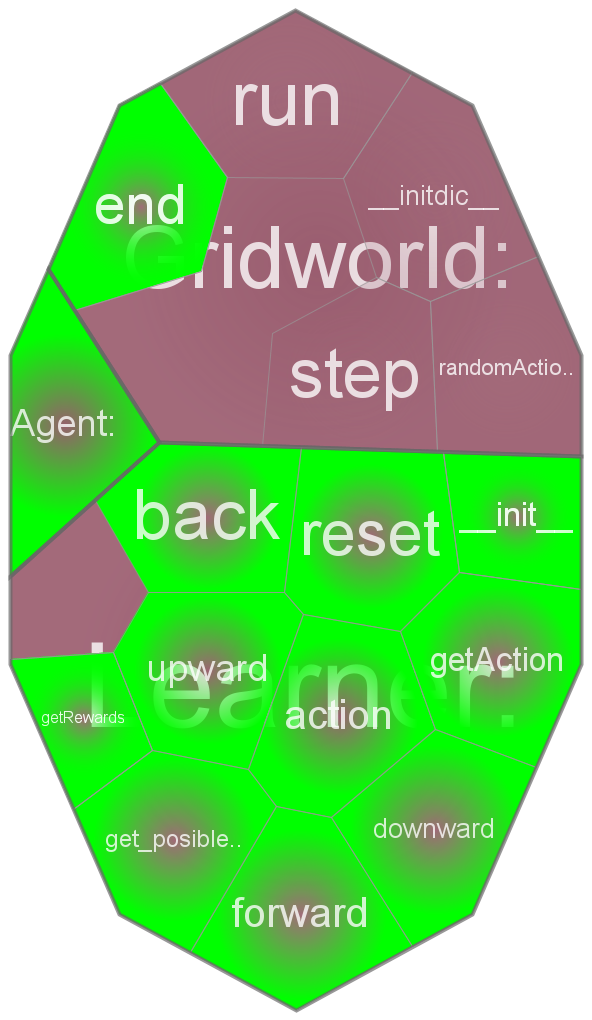 run
__initdic__
end
Gridworld:
step
randomActio..
Agent:
back
reset
__init__
getAction
upward
Learner:
action
getRewards
downward
get_posible..
forward